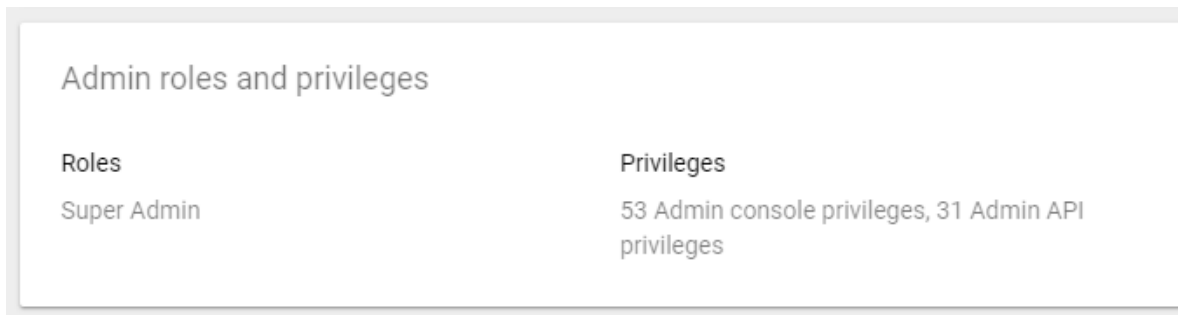 Admin roles and privileges
Roles
Super Admin
Privileges
53 Admin console privileges, 31 Admin API
privileges